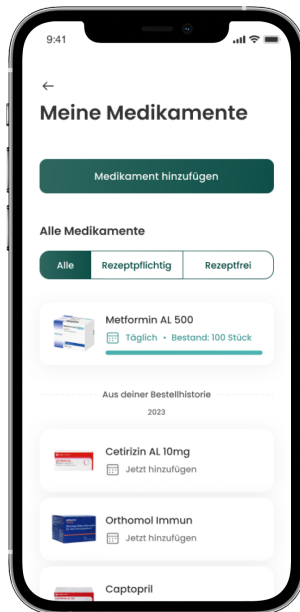 9:41
Meine Medikamente
Medikament hinzufügen
Alle Medikamente
Alle Rezeptpflichtig Rezeptfrei
Metformin AL 500
Täglich • Bestand: 100 Stück
Aus deiner Bestellhistorie
2023
Cetirizin AL 10mg
Jetzt hinzufügen
Orthomol Immun
Jetzt hinzufügen
Captopril